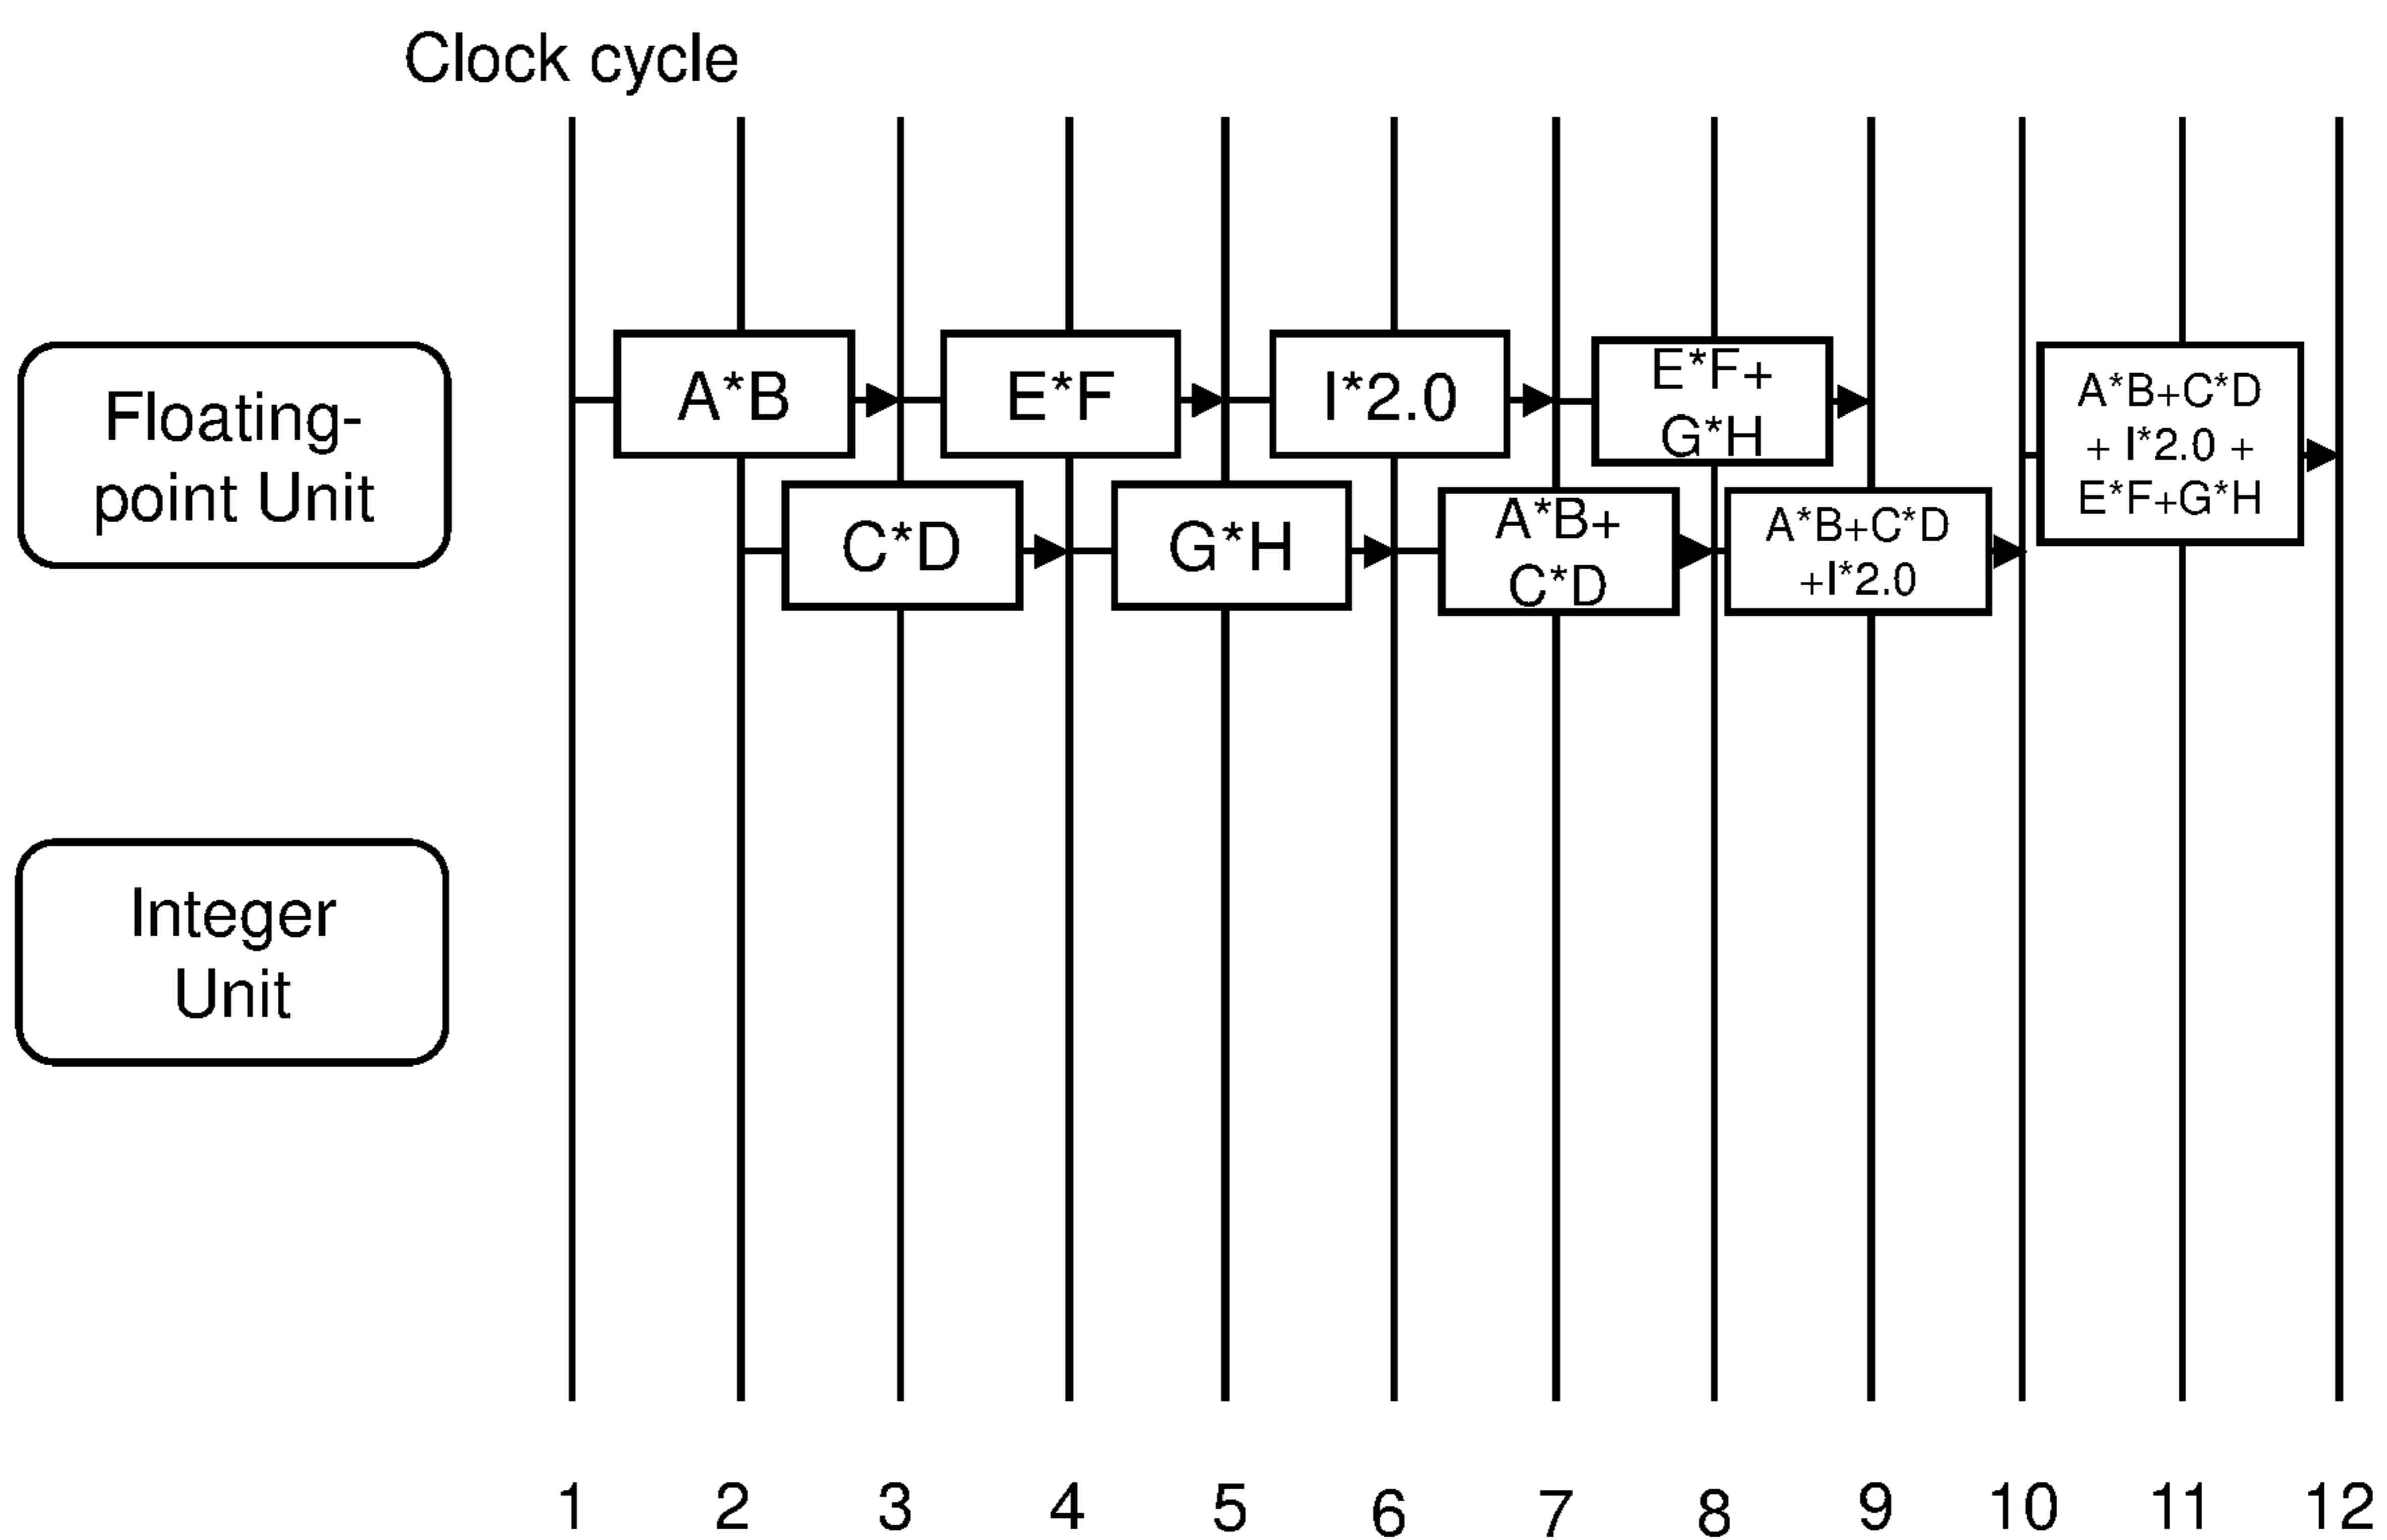 Clock cycle
Floating-
point Unit
A*B
E*F
I*2.0
E*F+
G*H
A*B+C*D
+ I*2.0 +
E*F+G*H
C*D
G*H
A*B+
C*D
A*B+C*D
+I*2.0
Integer
Unit
1 2 3 4 5 6 7 8 9 10 11 12